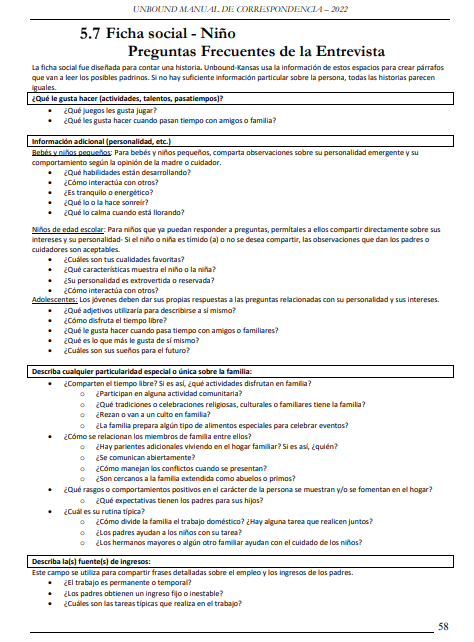 UNBOUND MANUAL DE CORRESPONDENCIA – 2022
5.7 Ficha social - Niño
Preguntas Frecuentes de la Entrevista
La ficha social fue diseñada para contar una historia. Unbound-Kansas usa la información de estos espacios para crear párrafos
que van a leer los posibles padrinos. Si no hay suficiente información particular sobre la persona, todas las historias parecen
iguales.
¿Qué le gusta hacer (actividades, talentos, pasatiempos)?
• ¿Qué juegos les gusta jugar?
• ¿Qué les gusta hacer cuando pasan tiempo con amigos o familia?
Información adicional (personalidad, etc.)
Bebés y niños pequeños: Para bebés y niños pequeños, comparta observaciones sobre su personalidad emergente y su
comportamiento según la opinión de la madre o cuidador.
• ¿Qué habilidades están desarrollando?
• ¿Cómo interactúa con otros?
• ¿Es tranquilo o energético?
• ¿Qué lo o la hace sonreír?
• ¿Qué lo calma cuando está llorando?
Niños de edad escolar: Para niños que ya puedan responder a preguntas, permítales a ellos compartir directamente sobre sus
intereses y su personalidad- Si el niño o niña es tímido (a) o no se desea compartir, las observaciones que dan los padres o
cuidadores son aceptables.
• ¿Cuáles son tus cualidades favoritas?
• ¿Qué características muestra el niño o la niña?
• ¿Su personalidad es extrovertida o reservada?
• ¿Cómo interactúa con otros?
Adolescentes: Los jóvenes deben dar sus propias respuestas a las preguntas relacionadas con su personalidad y sus intereses.
• ¿Qué adjetivos utilizaría para describirse a sí mismo?
• ¿Cómo disfruta el tiempo libre?
• ¿Qué le gusta hacer cuando pasa tiempo con amigos o familiares?
• ¿Qué es lo que más le gusta de sí mismo?
• ¿Cuáles son sus sueños para el futuro?
Describa cualquier particularidad especial o única sobre la familia:
• ¿Comparten el tiempo libre? Si es así, ¿qué actividades disfrutan en familia?
o ¿Participan en alguna actividad comunitaria?
o ¿Qué tradiciones o celebraciones religiosas, culturales o familiares tiene la familia?
o ¿Rezan o van a un culto en familia?
o ¿La familia prepara algún tipo de alimentos especiales para celebrar eventos?
• ¿Cómo se relacionan los miembros de familia entre ellos?
o ¿Hay parientes adicionales viviendo en el hogar familiar? Si es así, ¿quién?
o ¿Se comunican abiertamente?
o ¿Cómo manejan los conflictos cuando se presentan?
o ¿Son cercanos a la familia extendida como abuelos o primos?
• ¿Qué rasgos o comportamientos positivos en el carácter de la persona se muestran y/o se fomentan en el hogar?
o ¿Qué expectativas tienen los padres para sus hijos?
• ¿Cuál es su rutina típica?
o ¿Cómo divide la familia el trabajo doméstico? ¿Hay alguna tarea que realicen juntos?
o ¿Los padres ayudan a los niños con su tarea?
o ¿Los hermanos mayores o algún otro familiar ayudan con el cuidado de los niños?
Describa la(s) fuente(s) de ingresos:
Este campo se utiliza para compartir frases detalladas sobre el empleo y los ingresos de los padres.
• ¿El trabajo es permanente o temporal?
• ¿Los padres obtienen un ingreso fijo o inestable?
• ¿Cuáles son las tareas típicas que realiza en el trabajo?
58